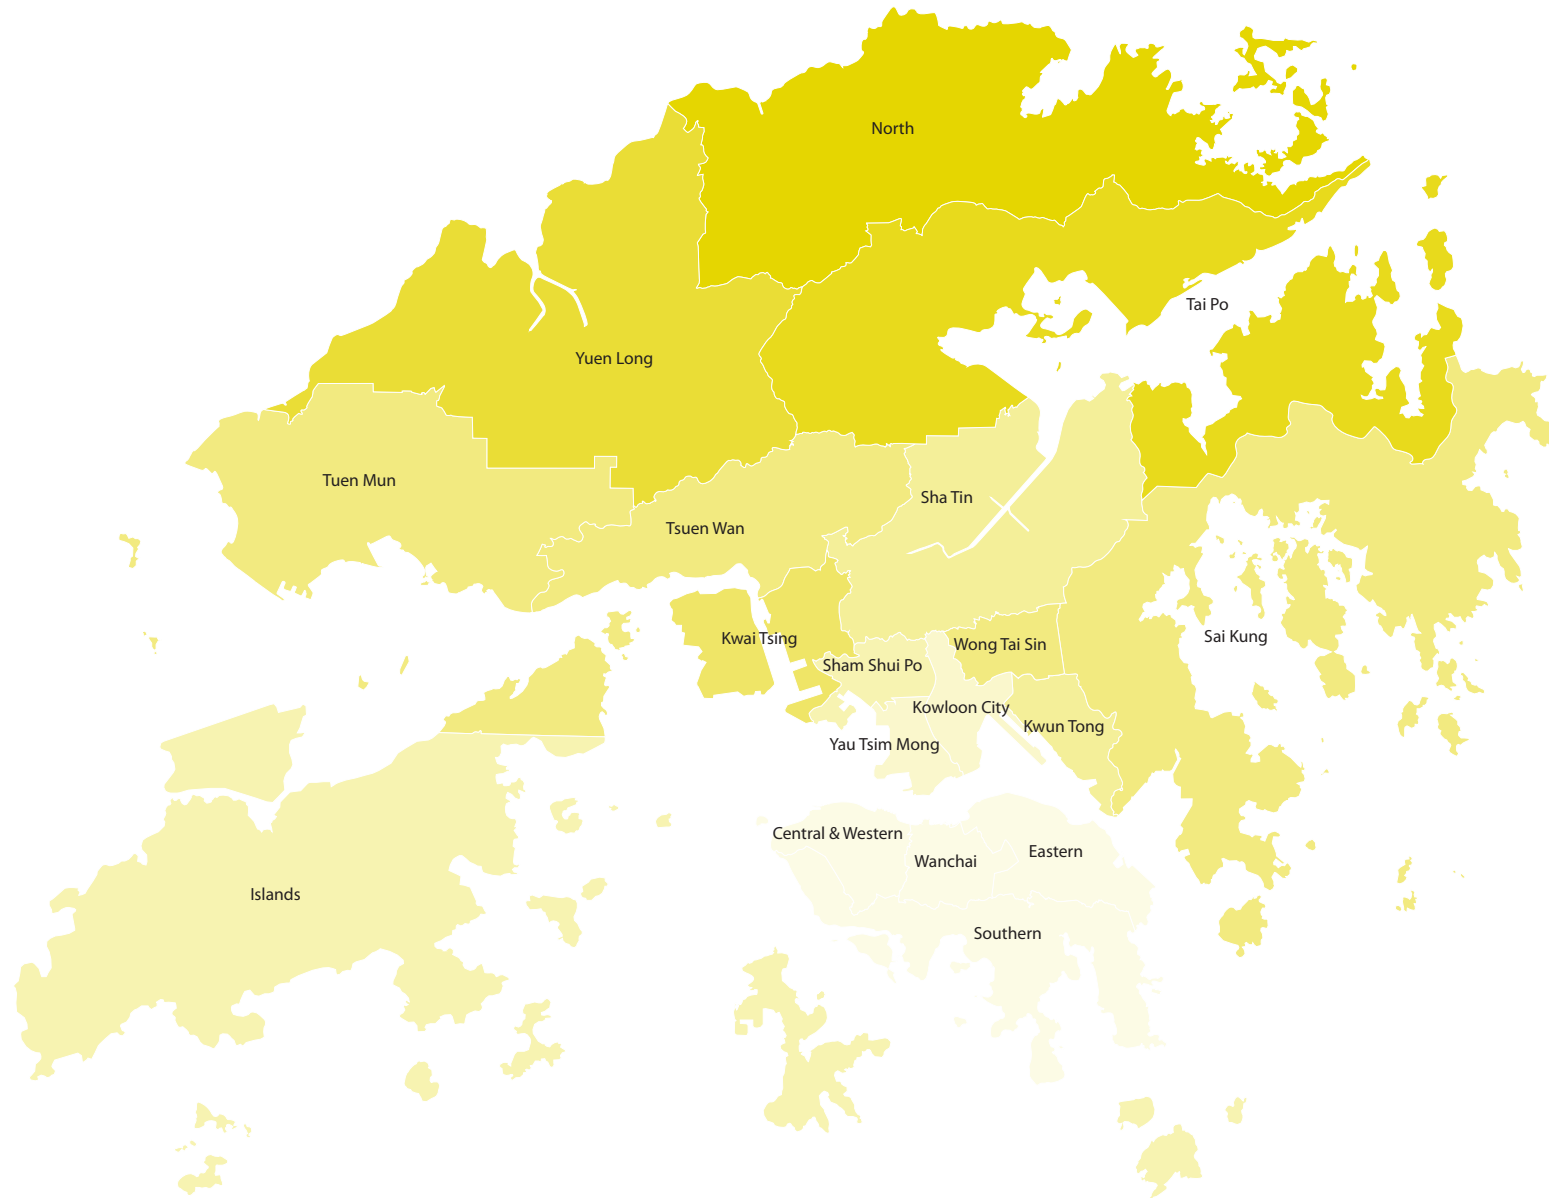 North
Tai Po
Yuen Long
Tuen Mun
Sha Tin
Tsuen Wan
Kwai Tsing
Wong Tai Sin
Sai Kung
Sham Shui Po
Kowloon City
Kwun Tong
Yau Tsim Mong
Central & Western
Wanchai
Eastern
Islands
Southern